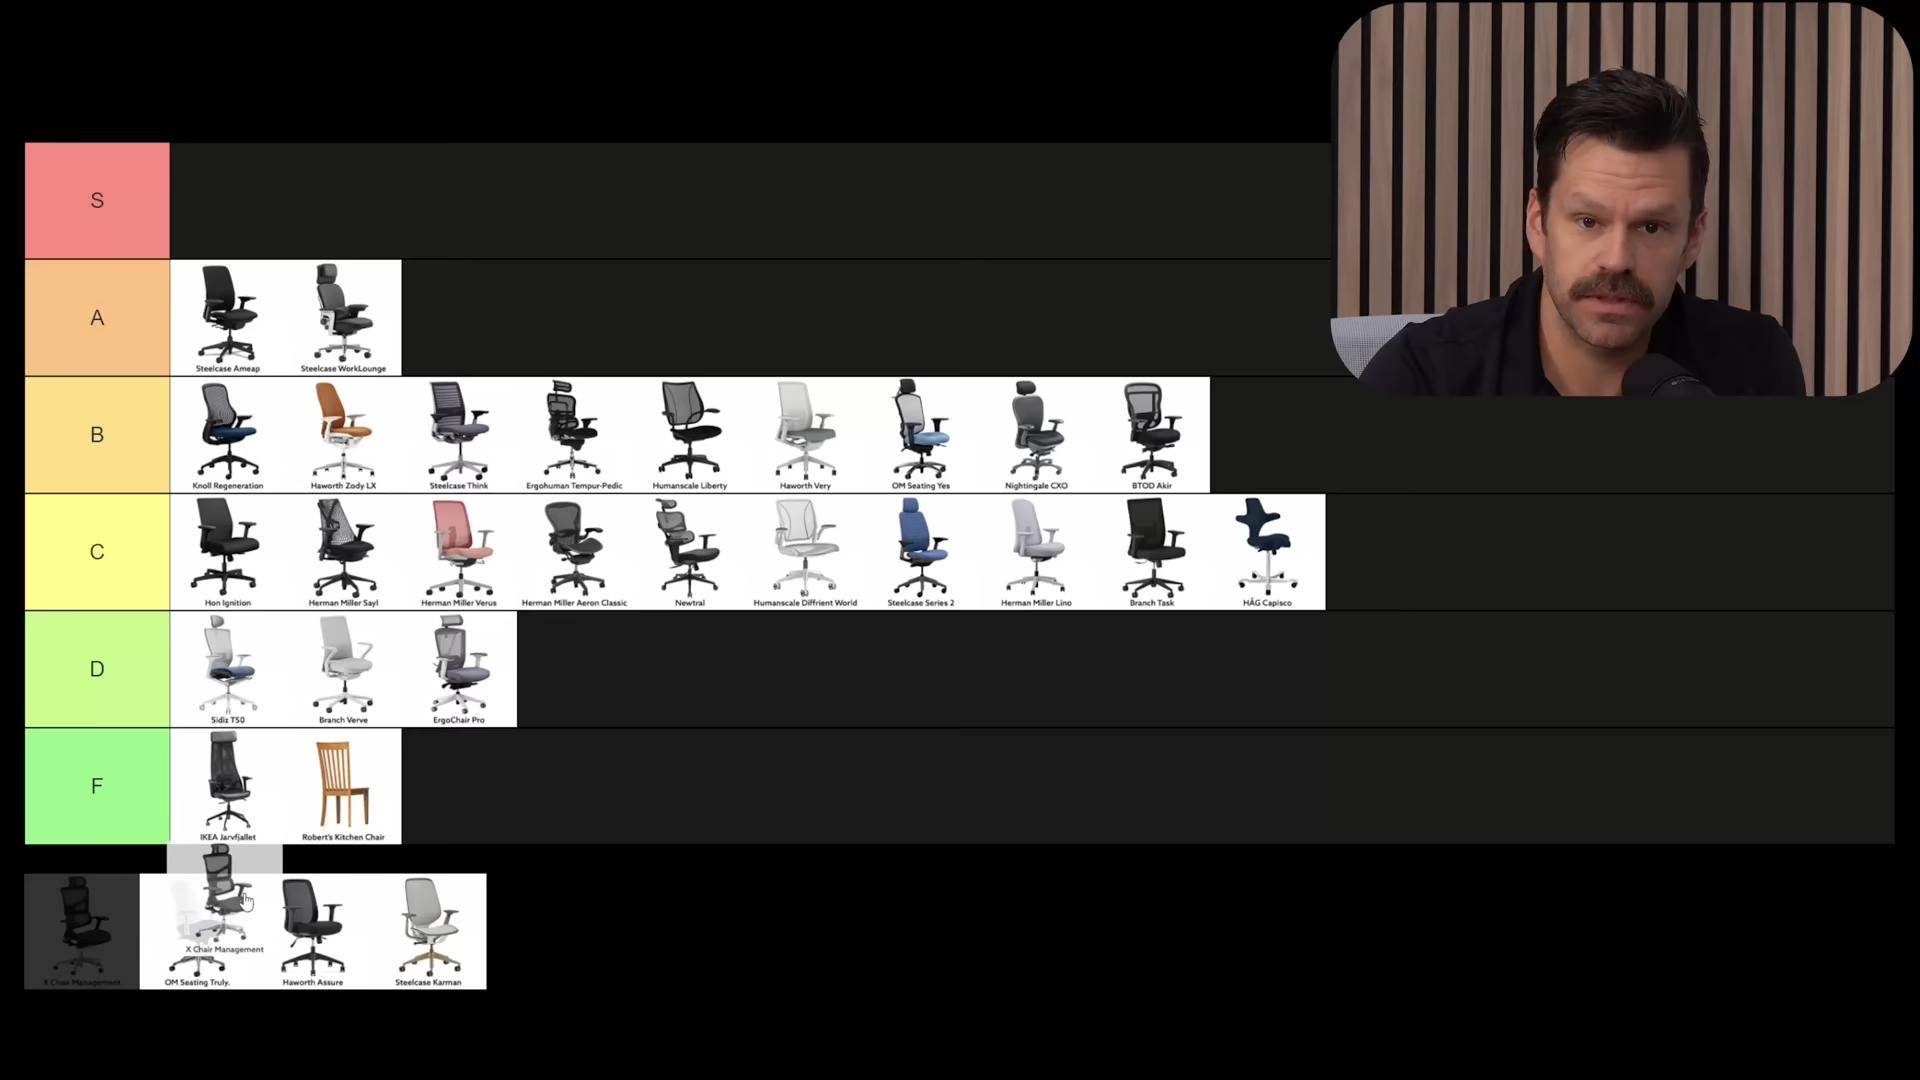 S
A
Steelcase Ameap
Steelcase WorkLounge
B
Knoll Regeneration
Haworth Zody LX
Steelcase Think
Ergohuman Tempur-Pedic
Humanscale Liberty
Haworth Very
OM Seating Yes
Nightingale CXO
BTOD Akir
C
Hon Ignition
Herman Miller Sayl
Herman Miller Verus
Herman Miller Aeron Classic
Newtral
Humanscale Diffrient World
Steelcase Series 2
Herman Miller Lino
Branch Task
HÅG Capisco
D
Sidiz T50
Branch Verve
ErgoChair Pro
F
IKEA Jarvfjallet
Robert's Kitchen Chair
X Chair Management
X Chair Management
OM Seating Truly.
Haworth Assure
Steelcase Karman